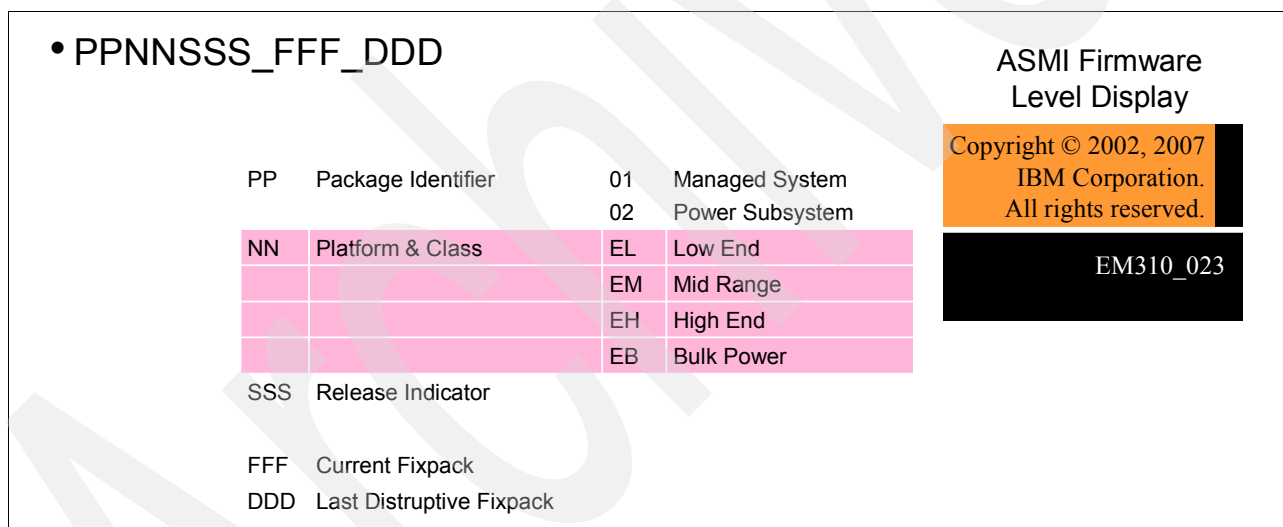 • PPNNSSS_FFF_DDD
ASMI Firmware
Level Display
Copyright © 2002, 2007
IBM Corporation.
All rights reserved.
EM310_023
PP Package Identifier 01 Managed System
02 Power Subsystem
NN Platform & Class EL Low End
EM Mid Range
EH High End
EB Bulk Power
SSS Release Indicator
FFF Current Fixpack
DDD Last Distruptive Fixpack